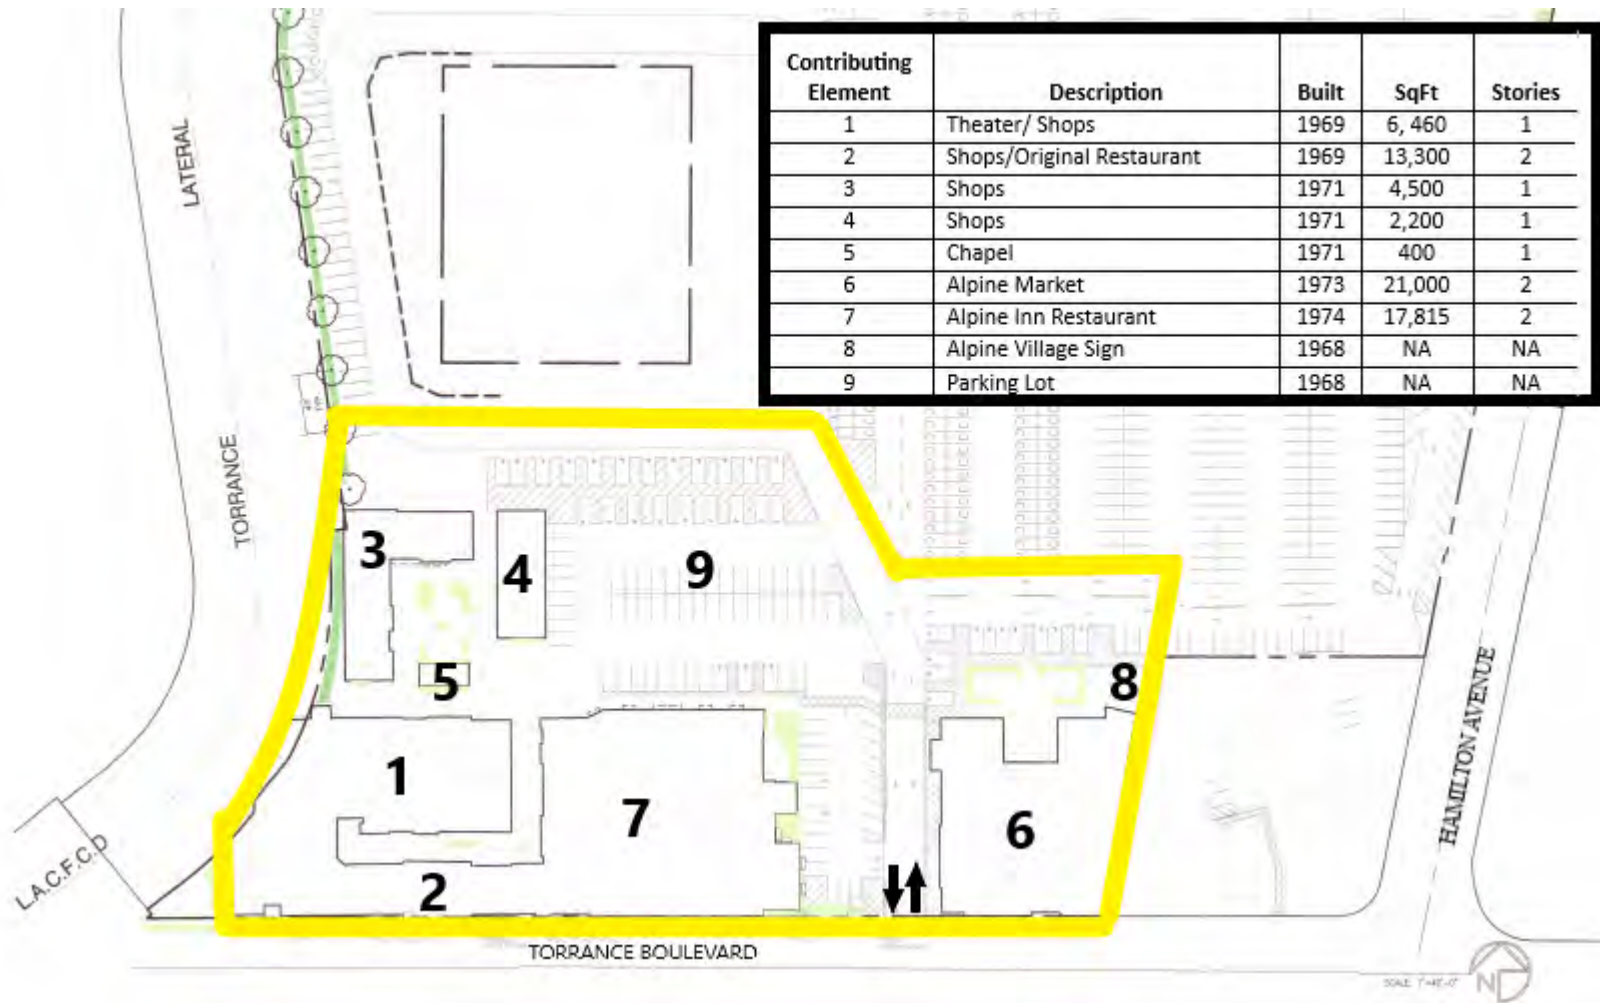 Contributing
Element Description Built SqFt Stories
1 Theater/ Shops 1969 6, 460 1
2 Shops/Original Restaurant 1969 13,300 2
3 Shops 1971 4,500 1
4 Shops 1971 2,200 1
5 Chapel 1971 400 1
6 Alpine Market 1973 21,000 2
7 Alpine Inn Restaurant 1974 17,815 2
8 Alpine Village Sign 1968 NA NA
9 Parking Lot 1968 NA NA
LATERAL
TORRANCE
3
4
9
5
8
1
7
6
2
L.A.C.F.C.D
HAMILTON AVENUE
TORRANCE BOULEVARD
N